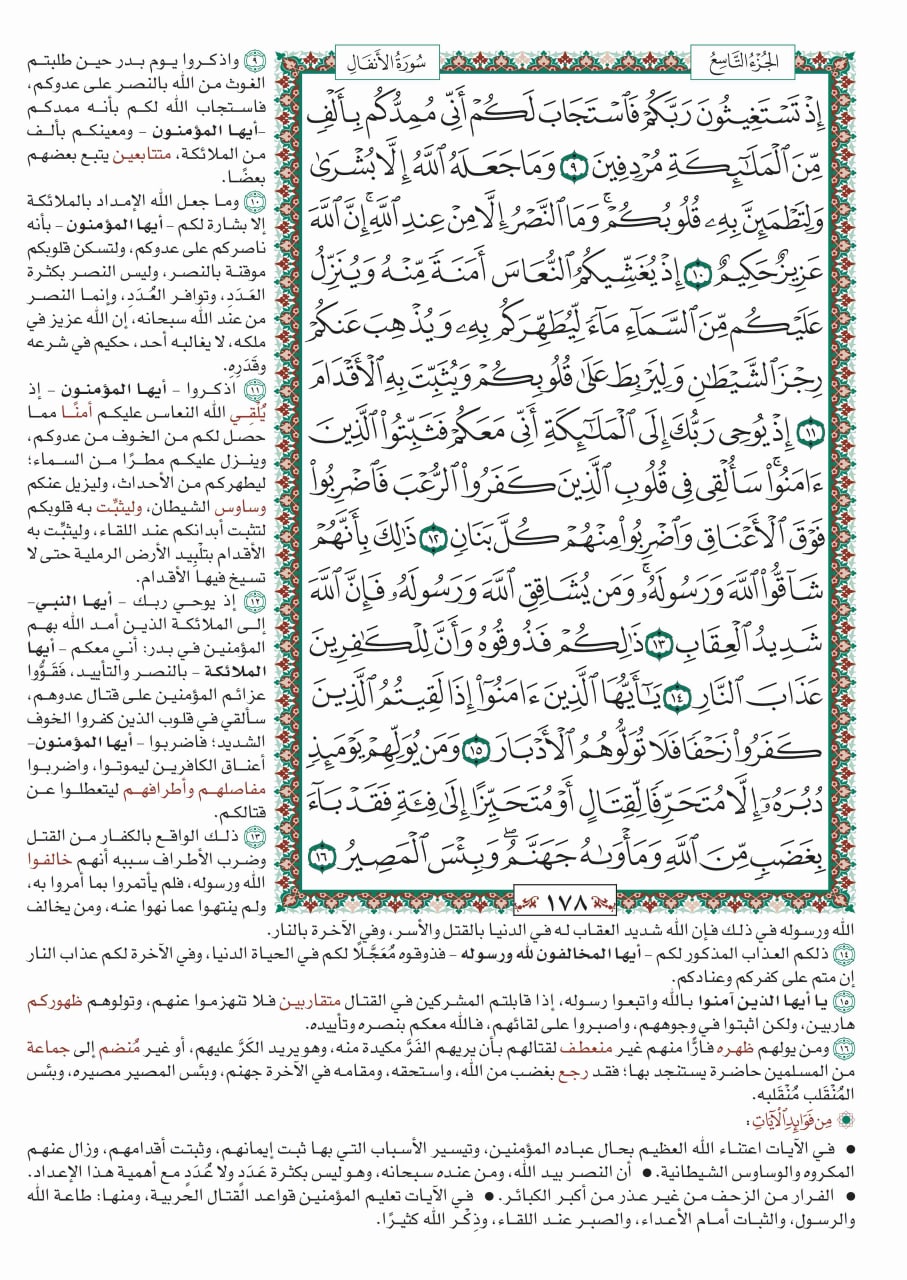 الجُزْءُ التَّاسِعُ
سُورَةُ الأَنفَالِ
إِذْ تَسْتَغِيثُونَ رَبَّكُمْ فَٱسْتَجَابَ لَكُمْ أَنِّى مُمِدُّكُم بِأَلْفٍ
مِّنَ ٱلْمَلَٰٓئِكَةِ مُرْدِفِينَ ٩ وَمَا جَعَلَهُ ٱللَّهُ إِلَّا بُشْرَىٰ
وَلِتَطْمَئِنَّ بِهِۦ قُلُوبُكُمْ ۚ وَمَا ٱلنَّصْرُ إِلَّا مِنْ عِندِ ٱللَّهِ ۚ إِنَّ ٱللَّهَ
عَزِيزٌ حَكِيمٌ ١٠ إِذْ يُغَشِّيكُمُ ٱلنُّعَاسَ أَمَنَةً مِّنْهُ وَيُنَزِّلُ
عَلَيْكُم مِّنَ ٱلسَّمَآءِ مَآءً لِّيُطَهِّرَكُم بِهِۦ وَيُذْهِبَ عَنكُمْ
رِجْزَ ٱلشَّيْطَٰنِ وَلِيَرْبِطَ عَلَىٰ قُلُوبِكُمْ وَيُثَبِّتَ بِهِ ٱلْأَقْدَامَ
١١ إِذْ يُوحِى رَبُّكَ إِلَى ٱلْمَلَٰٓئِكَةِ أَنِّى مَعَكُمْ فَثَبِّتُوا۟ ٱلَّذِينَ
ءَامَنُوا۟ ۚ سَأُلْقِى فِى قُلُوبِ ٱلَّذِينَ كَفَرُوا۟ ٱلرُّعْبَ فَٱضْرِبُوا۟
فَوْقَ ٱلْأَعْنَاقِ وَٱضْرِبُوا۟ مِنْهُمْ كُلَّ بَنَانٍ ١٢ ذَٰلِكَ بِأَنَّهُمْ
شَآقُّوا۟ ٱللَّهَ وَرَسُولَهُۥ ۚ وَمَن يُشَاقِقِ ٱللَّهَ وَرَسُولَهُۥ فَإِنَّ ٱللَّهَ
شَدِيدُ ٱلْعِقَابِ ١٣ ذَٰلِكُمْ فَذُوقُوهُ وَأَنَّ لِلْكَٰفِرِينَ
عَذَابَ ٱلنَّارِ ١٤ يَٰٓأَيُّهَا ٱلَّذِينَ ءَامَنُوٓا۟ إِذَا لَقِيتُمُ ٱلَّذِينَ
كَفَرُوا۟ زَحْفًا فَلَا تُوَلُّوهُمُ ٱلْأَدْبَارَ ١٥ وَمَن يُوَلِّهِمْ يَوْمَئِذٍ
دُبُرَهُۥٓ إِلَّا مُتَحَرِّفًا لِّقِتَالٍ أَوْ مُتَحَيِّزًا إِلَىٰ فِئَةٍ فَقَدْ بَآءَ
بِغَضَبٍ مِّنَ ٱللَّهِ وَمَأْوَىٰهُ جَهَنَّمُ ۖ وَبِئْسَ ٱلْمَصِيرُ ١٦
١٧٨
٩ واذكروا يوم بدر حين طلبتم
الغوث من الله بالنصر على عدوكم،
فاستجاب الله لكم بأنه ممدكم
-أيها المؤمنون - ومعينكم بألف
من الملائكة، متتابعين يتبع بعضهم
بعضًا.
١٠ وما جعل الله الإمداد بالملائكة
إلا بشارة لكم - أيها المؤمنون - بأنه
ناصركم على عدوكم، ولتسكن قلوبكم
موقنة بالنصر، وليس النصر بكثرة
العَدَدِ، وتوافر العُدَدِ، وإنما النصر
من عند الله سبحانه، إن الله عزيز في
ملكه، لا يغالبه أحد، حكيم في شرعه
وقَدَرِه.
١١ اذكروا - أيها المؤمنون - إذ
يُلْقِي الله النعاس عليكم أمنًا مما
حصل لكم من الخوف من عدوكم،
وينزل عليكم مطرًا من السماء؛
ليطهركم من الأحداث، وليزيل عنكم
وساوس الشيطان، وليثبِّت به قلوبكم
لتثبت أبدانكم عند اللقاء، وليثبِّت به
الأقدام بتلْبِيد الأرض الرملية حتى لا
تسيخ فيها الأقدام.
١٢ إذ يوحي ربك - أيها النبي-
إلى الملائكة الذين أمد الله بهم
المؤمنين في بدر: أني معكم - أيها
الملائكة - بالنصر والتأييد، فَقَوُّوا
عزائم المؤمنين على قتال عدوهم،
سألقي في قلوب الذين كفروا الخوف
الشديد؛ فاضربوا - أيها المؤمنون-
أعناق الكافرين ليموتوا، واضربوا
مفاصلهم وأطرافهم ليتعطلوا عن
قتالكم.
١٣ ذلك الواقع بالكفار من القتل
وضرب الأطراف سببه أنهم خالفوا
الله ورسوله، فلم يأتمروا بما أمروا به،
ولم ينتهوا عما نهوا عنه، ومن يخالف
الله ورسوله في ذلك فإن الله شديد العقاب له في الدنيا بالقتل والأسر، وفي الآخرة بالنار.
١٤ ذلكم العذاب المذكور لكم - أيها المخالفون لله ورسوله - فذوقوه مُعَجَّلًا لكم في الحياة الدنيا، وفي الآخرة لكم عذاب النار
إن متم على كفركم وعنادكم.
١٥ يا أيها الذين آمنوا بالله واتبعوا رسوله، إذا قابلتم المشركين في القتال متقاربين فلا تنهزموا عنهم، وتولوهم ظهوركم
هاربين، ولكن اثبتوا في وجوههم، واصبروا على لقائهم، فالله معكم بنصره وتأييده.
١٦ ومن يولهم ظهره فارًّا منهم غير منعطف لقتالهم بأن يريهم الفَرَّ مكيدة منه، وهو يريد الكَرَّ عليهم، أو غير مُنضم إلى جماعة
من المسلمين حاضرة يستنجد بها؛ فقد رجع بغضب من الله، واستحقه، ومقامه في الآخرة جهنم، وبئس المصير مصيره، وبئس
المُنْقَلب مُنْقَلبه.
مِن فَوَائِدِ الآيَاتِ:
• في الآيات اعتناء الله العظيم بحال عباده المؤمنين، وتيسير الأسباب التي بها ثبت إيمانهم، وثبتت أقدامهم، وزال عنهم
المكروه والوساوس الشيطانية. • أن النصر بيد الله، ومن عنده سبحانه، وهو ليس بكثرة عَدَدٍ ولا عُدَدٍ مع أهمية هذا الإعداد.
• الفرار من الزحف من غير عذر من أكبر الكبائر. • في الآيات تعليم المؤمنين قواعد القتال الحربية، ومنها: طاعة الله
والرسول، والثبات أمام الأعداء، والصبر عند اللقاء، وذِكْر الله كثيرًا.